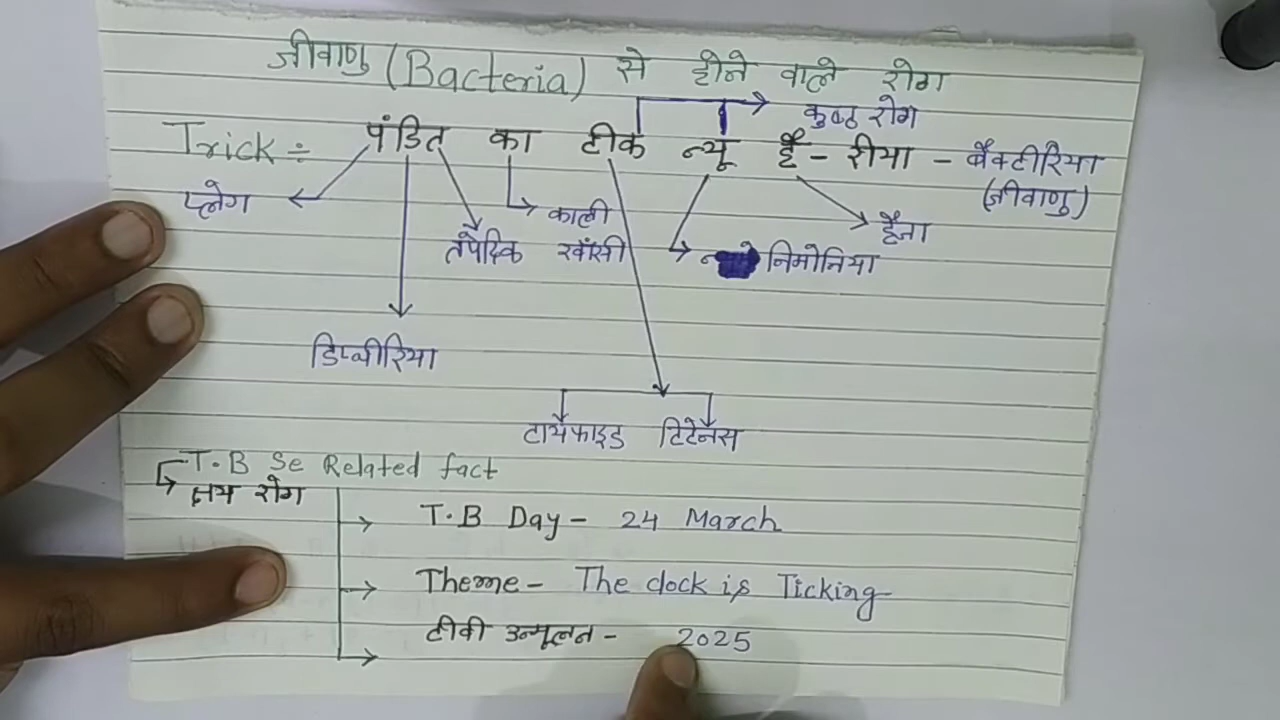 जीवाणु (Bacteria) से होने वाले रोग
कुष्ठ रोग
Trick ÷ पंडित का टीक न्यू है - रीया - बैक्टीरिया
(जीवाणु)
प्लेग
काली
हैजा
तपेदिक खाँसी
निमोनिया
डिप्थीरिया
टायफाइड टिटेनस
T.B Se Related fact
क्षय रोग
T.B Day - 24 March
Theme - The clock is Ticking
टीवी उन्मूलन - 2025